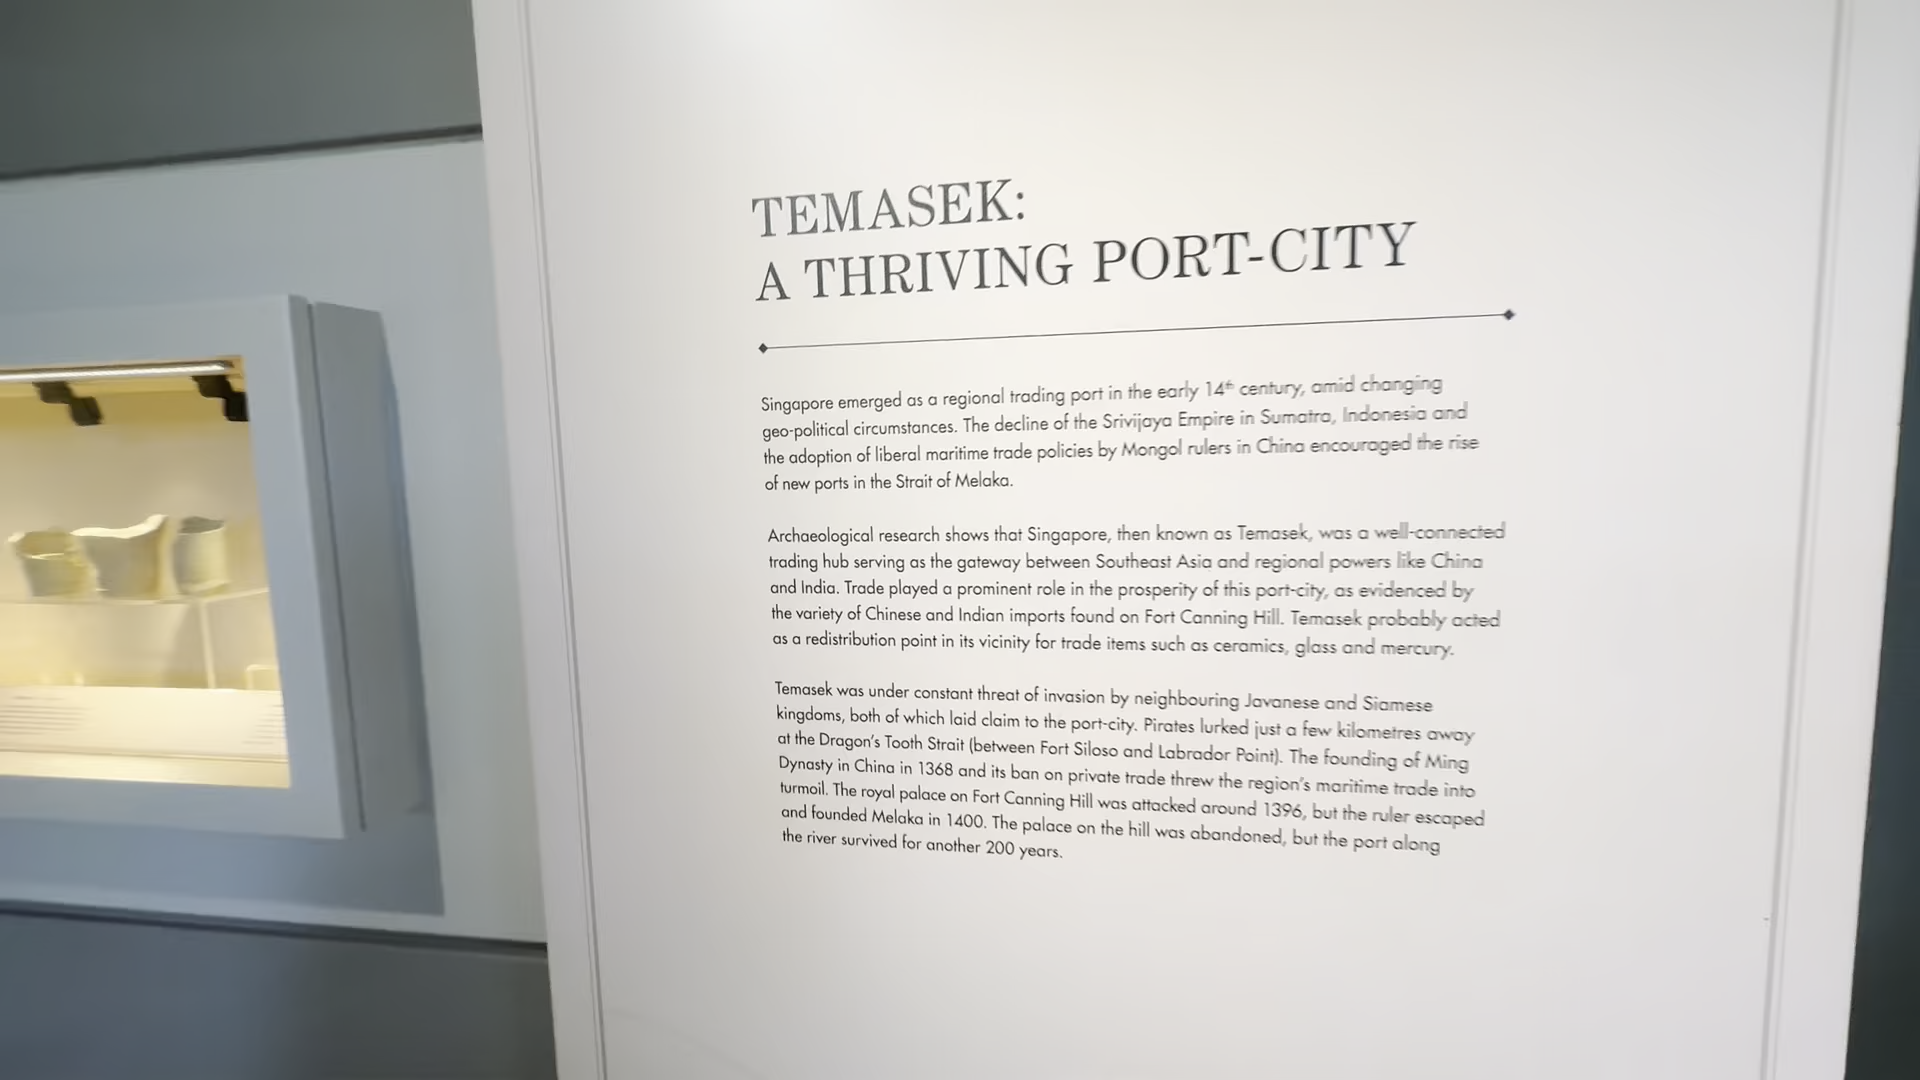 TEMASEK:
A THRIVING PORT-CITY
Singapore emerged as a regional trading port in the early 14th century, amid changing
geo-political circumstances. The decline of the Srivijaya Empire in Sumatra, Indonesia and
the adoption of liberal maritime trade policies by Mongol rulers in China encouraged the rise
of new ports in the Strait of Melaka.
Archaeological research shows that Singapore, then known as Temasek, was a well-connected
trading hub serving as the gateway between Southeast Asia and regional powers like China
and India. Trade played a prominent role in the prosperity of this port-city, as evidenced by
the variety of Chinese and Indian imports found on Fort Canning Hill. Temasek probably acted
as a redistribution point in its vicinity for trade items such as ceramics, glass and mercury.
Temasek was under constant threat of invasion by neighbouring Javanese and Siamese
kingdoms, both of which laid claim to the port-city. Pirates lurked just a few kilometres away
at the Dragon's Tooth Strait (between Fort Siloso and Labrador Point). The founding of Ming
Dynasty in China in 1368 and its ban on private trade threw the region's maritime trade into
turmoil. The royal palace on Fort Canning Hill was attacked around 1396, but the ruler escaped
and founded Melaka in 1400. The palace on the hill was abandoned, but the port along
the river survived for another 200 years.